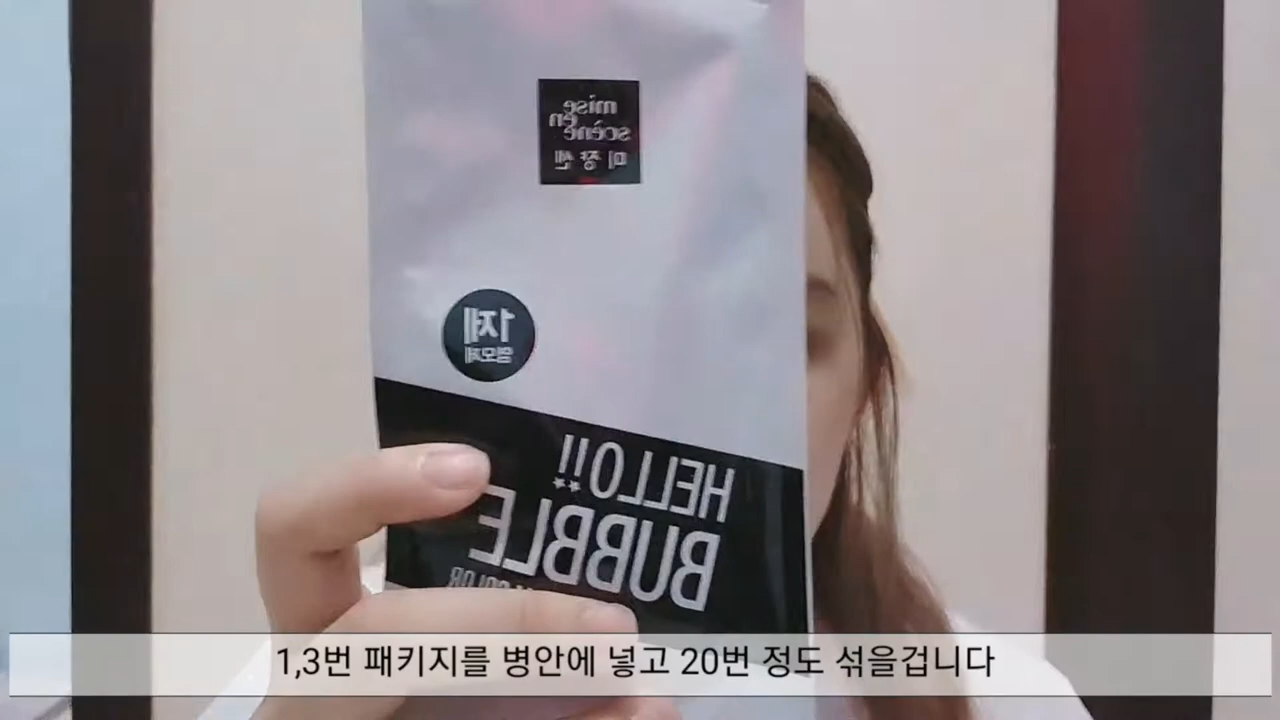 mise
en
scène
미장센
1제
염모제
HELLO!!
BUBBLE
COLOR
1,3번 패키지를 병안에 넣고 20번 정도 섞을겁니다